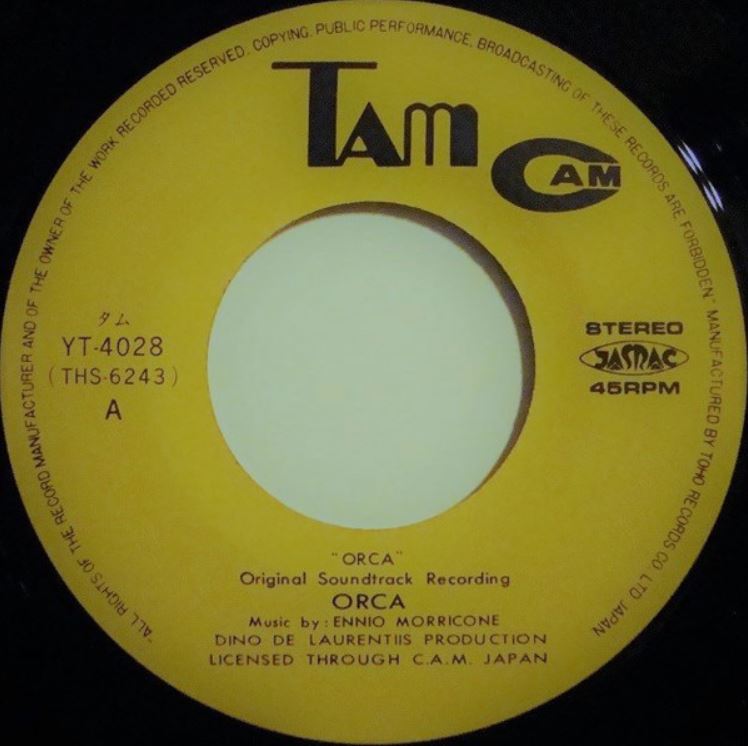 "ALL RIGHTS OF THE RECORD MANUFACTURER AND OF THE OWNER OF THE WORK RECORDED RESERVED. COPYING, PUBLIC PERFORMANCE, BROADCASTING OF THESE RECORDS ARE FORBIDDEN" MANUFACTURED BY TOHO RECORDS CO. LTD JAPAN
TAM
CAM
タム
YT-4028
(THS-6243)
A
STEREO
JASRAC
45RPM
"ORCA"
Original Soundtrack Recording
ORCA
Music by: ENNIO MORRICONE
DINO DE LAURENTIIS PRODUCTION
LICENSED THROUGH C.A.M. JAPAN